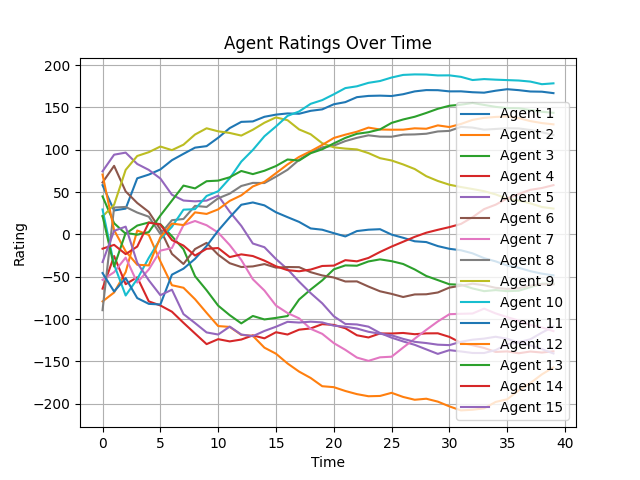 Agent Ratings Over Time
Rating
200
150
100
50
0
−50
−100
−150
−200
0
5
10
15
20
25
30
35
40
Time
Agent 1
Agent 2
Agent 3
Agent 4
Agent 5
Agent 6
Agent 7
Agent 8
Agent 9
Agent 10
Agent 11
Agent 12
Agent 13
Agent 14
Agent 15